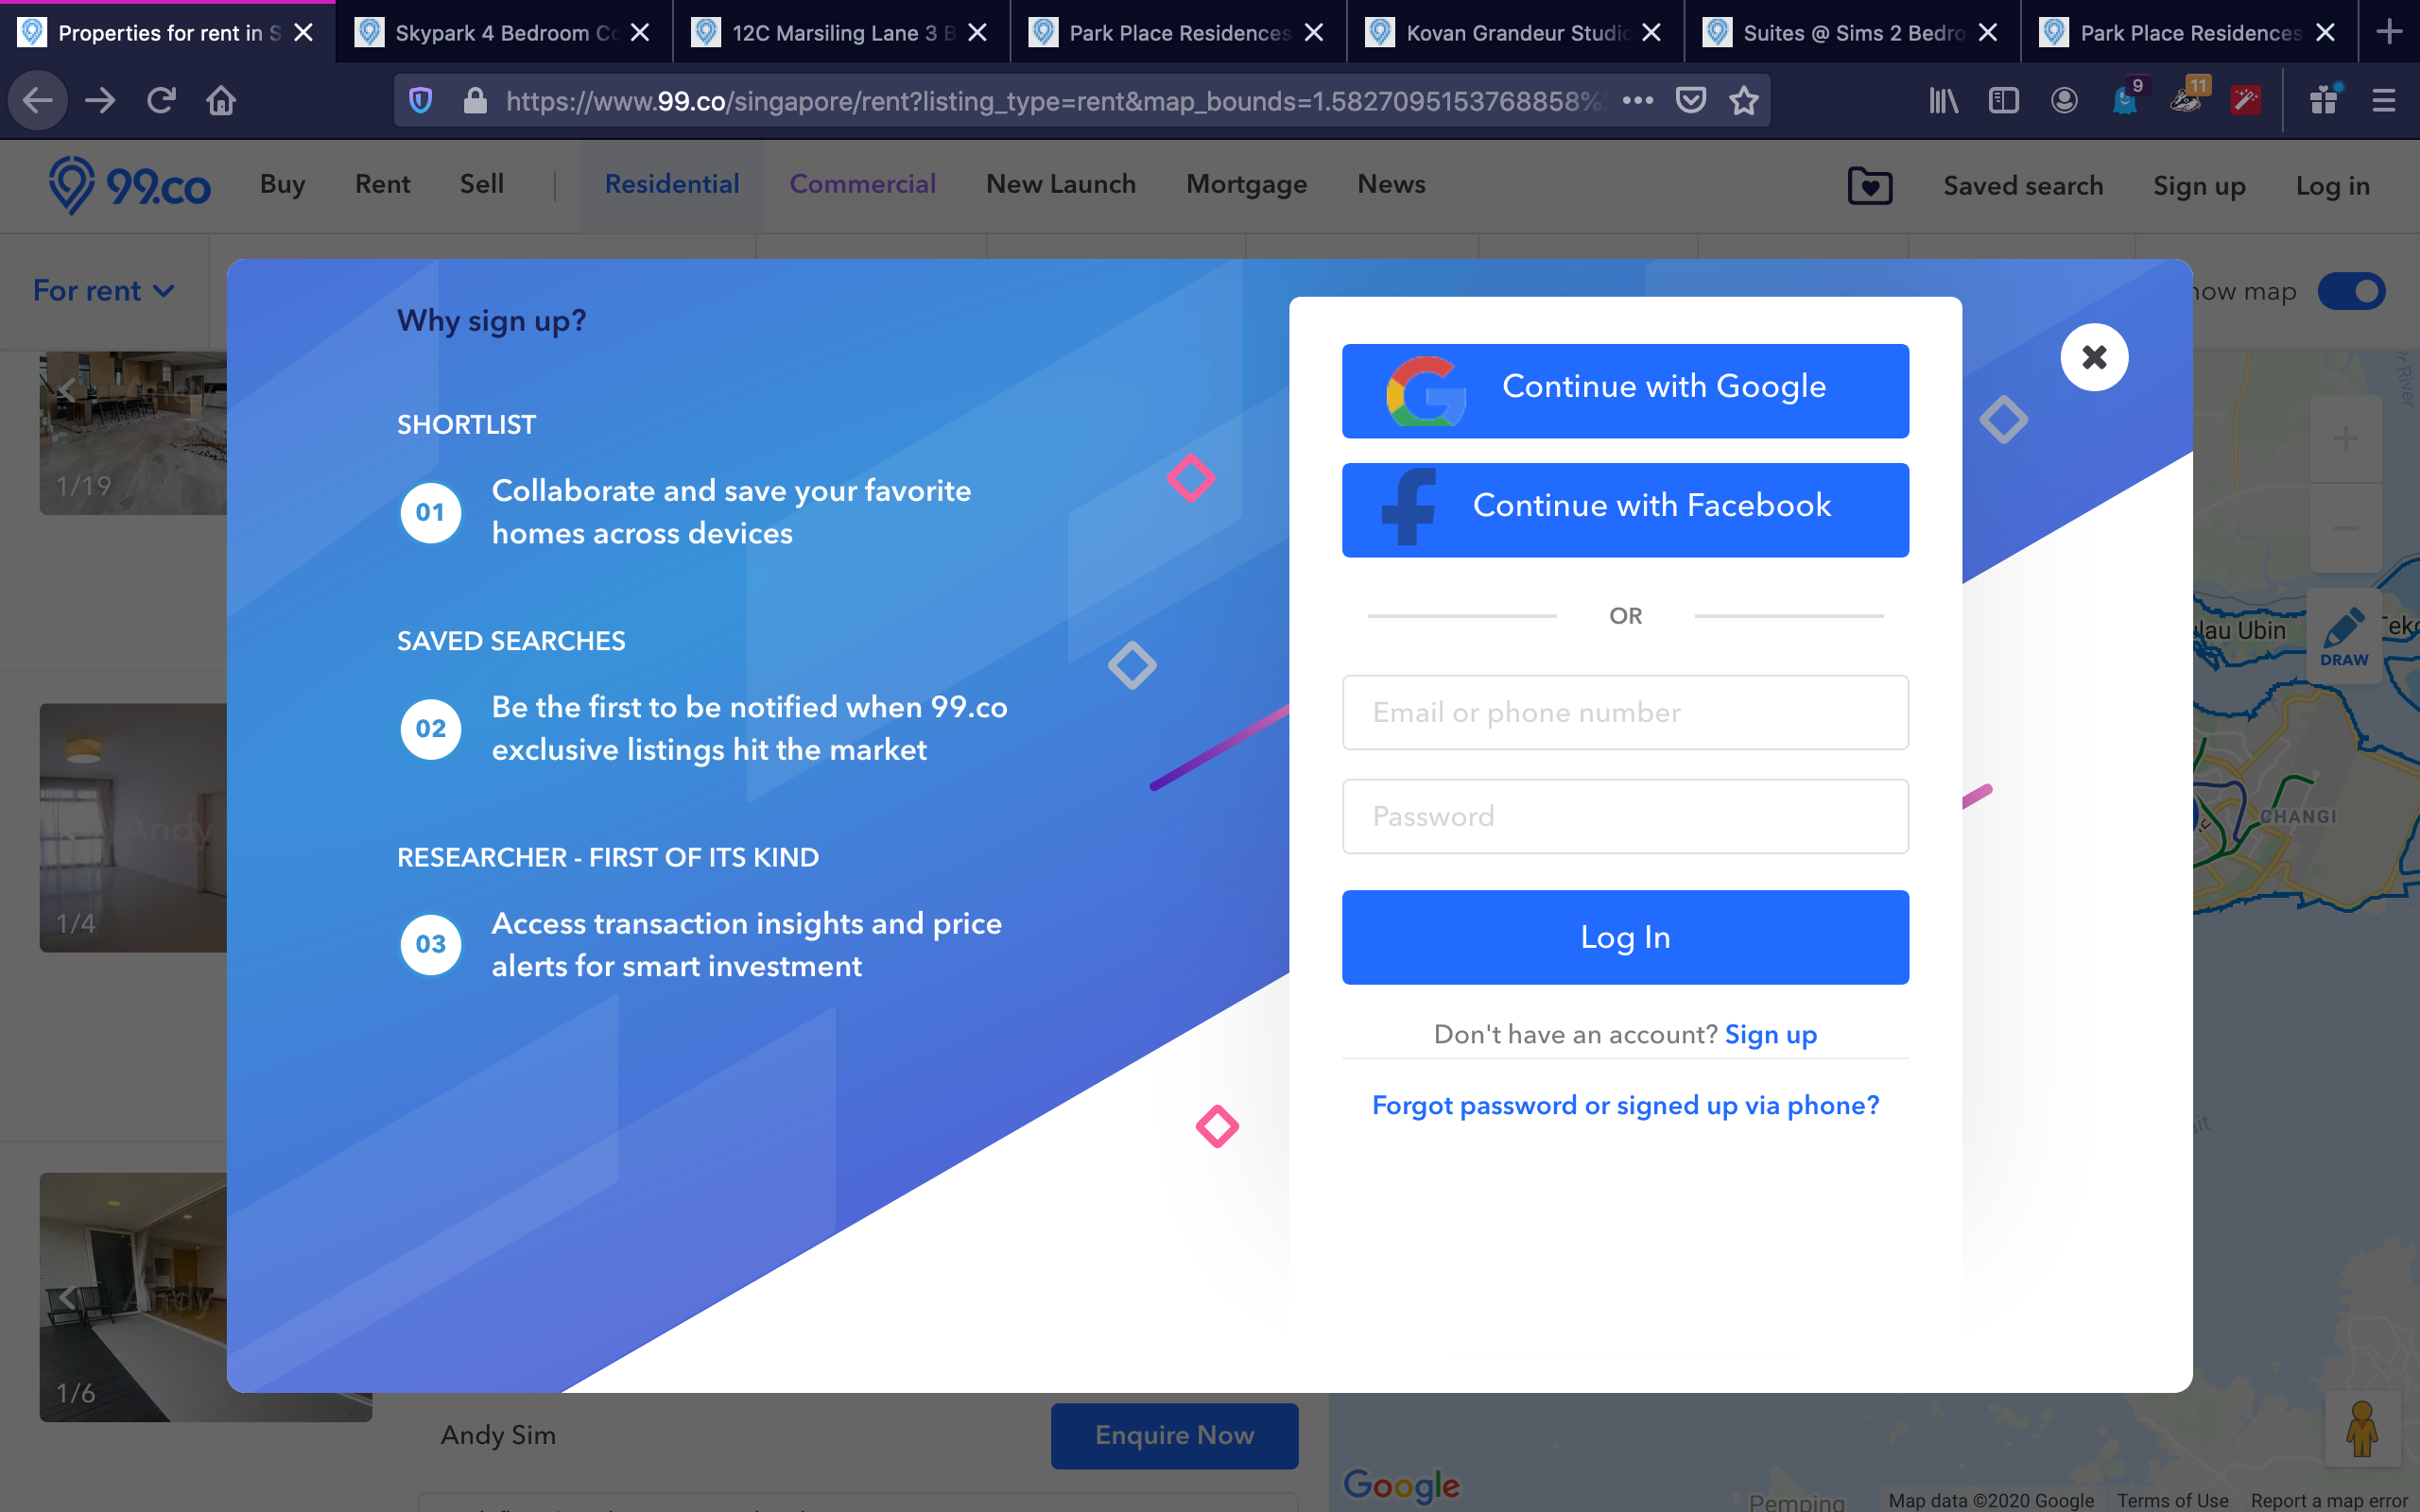 Properties for rent in S
Skypark 4 Bedroom Co
12C Marsiling Lane 3 B
Park Place Residences
Kovan Grandeur Studio
Suites @ Sims 2 Bedro
Park Place Residences
https://www.99.co/singapore/rent?listing_type=rent&map_bounds=1.5827095153768858%
9
11
99.co
Buy
Rent
Sell
Residential
Commercial
New Launch
Mortgage
News
Saved search
Sign up
Log in
For rent
now map
Why sign up?
SHORTLIST
01
Collaborate and save your favorite
homes across devices
SAVED SEARCHES
02
Be the first to be notified when 99.co
exclusive listings hit the market
RESEARCHER - FIRST OF ITS KIND
03
Access transaction insights and price
alerts for smart investment
Continue with Google
Continue with Facebook
OR
Email or phone number
Password
Log In
Don't have an account? Sign up
Forgot password or signed up via phone?
1/19
Andy
1/4
Andy
1/6
Andy Sim
Enquire Now
River
lau Ubin
DRAW
CHANGI
Google
Pemping
Map data ©2020 Google
Terms of Use
Report a map error